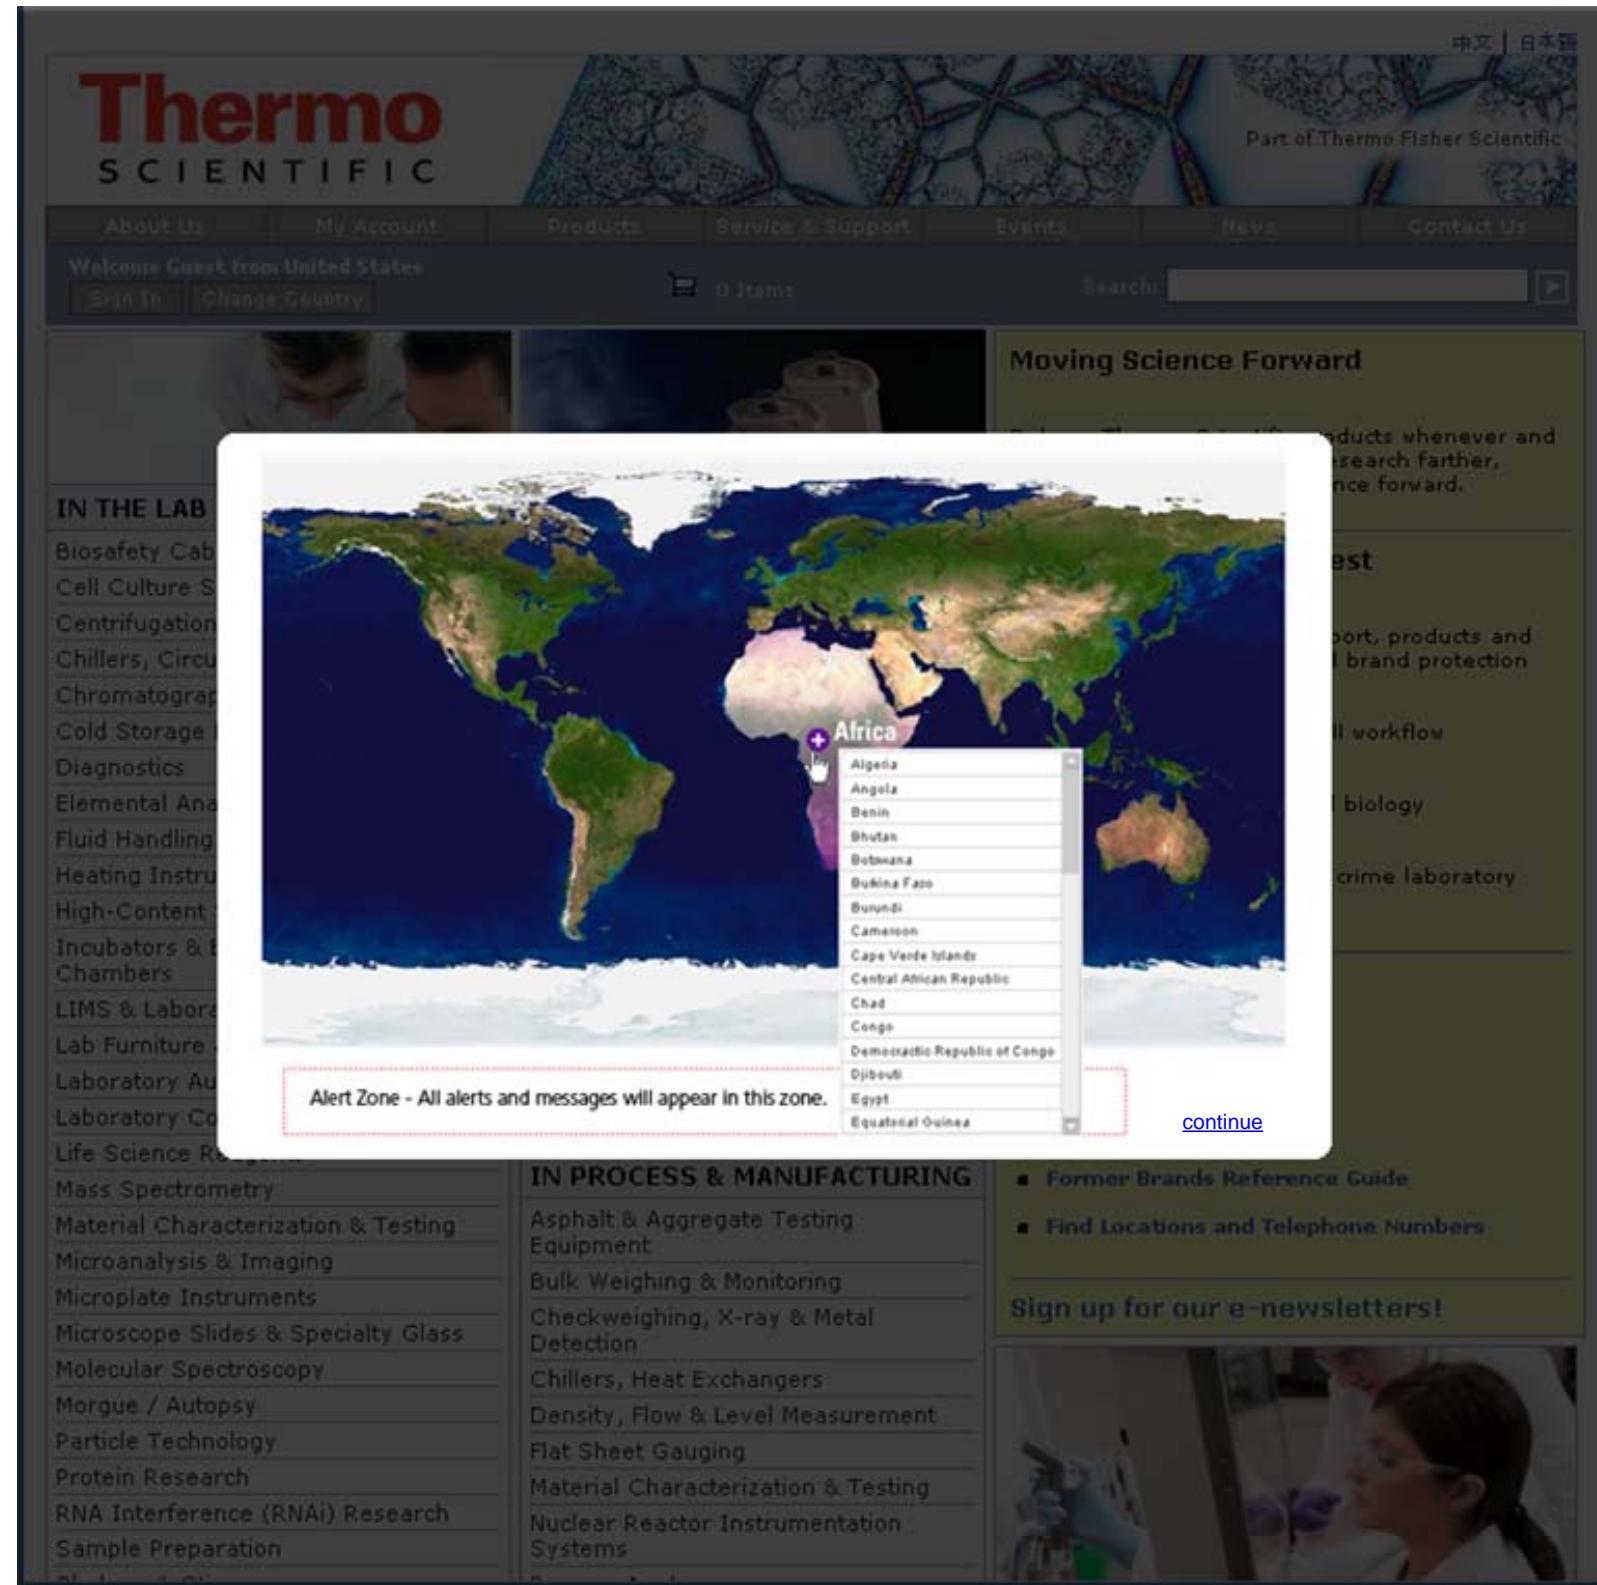 中文 | 日本語
Thermo
SCIENTIFIC
Part of Thermo Fisher Scientific
About Us My Account Products Service & Support Events News Contact Us
Welcome Guest from United States
Sign In Change Country
0 Items
Search:
Moving Science Forward
ducts whenever and
search farther,
nce forward.
IN THE LAB
Biosafety Cab
Cell Culture S
Centrifugation
Chillers, Circu
Chromatograp
Cold Storage
Diagnostics
Elemental Ana
Fluid Handling
Heating Instru
High-Content
Incubators & E
Chambers
LIMS & Labora
Lab Furniture
Laboratory Au
Laboratory Co
Life Science Reagents
Mass Spectrometry
Material Characterization & Testing
Microanalysis & Imaging
Microplate Instruments
Microscope Slides & Specialty Glass
Molecular Spectroscopy
Morgue / Autopsy
Particle Technology
Protein Research
RNA Interference (RNAi) Research
Sample Preparation
est
port, products and
l brand protection
ll workflow
l biology
crime laboratory
Africa
Algeria
Angola
Benin
Bhutan
Botswana
Burkina Faso
Burundi
Cameroon
Cape Verde Islands
Central African Republic
Chad
Congo
Democractic Republic of Congo
Djibouti
Egypt
Equatorial Guinea
Alert Zone - All alerts and messages will appear in this zone.
continue
IN PROCESS & MANUFACTURING
Asphalt & Aggregate Testing
Equipment
Bulk Weighing & Monitoring
Checkweighing, X-ray & Metal
Detection
Chillers, Heat Exchangers
Density, Flow & Level Measurement
Flat Sheet Gauging
Material Characterization & Testing
Nuclear Reactor Instrumentation
Systems
Former Brands Reference Guide
Find Locations and Telephone Numbers
Sign up for our e-newsletters!